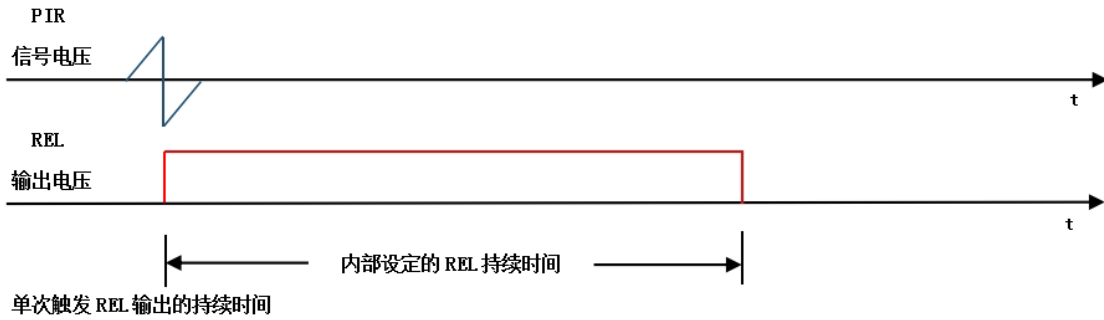 PIR
信号电压
t
REL
输出电压
t
内部设定的 REL 持续时间
单次触发 REL 输出的持续时间